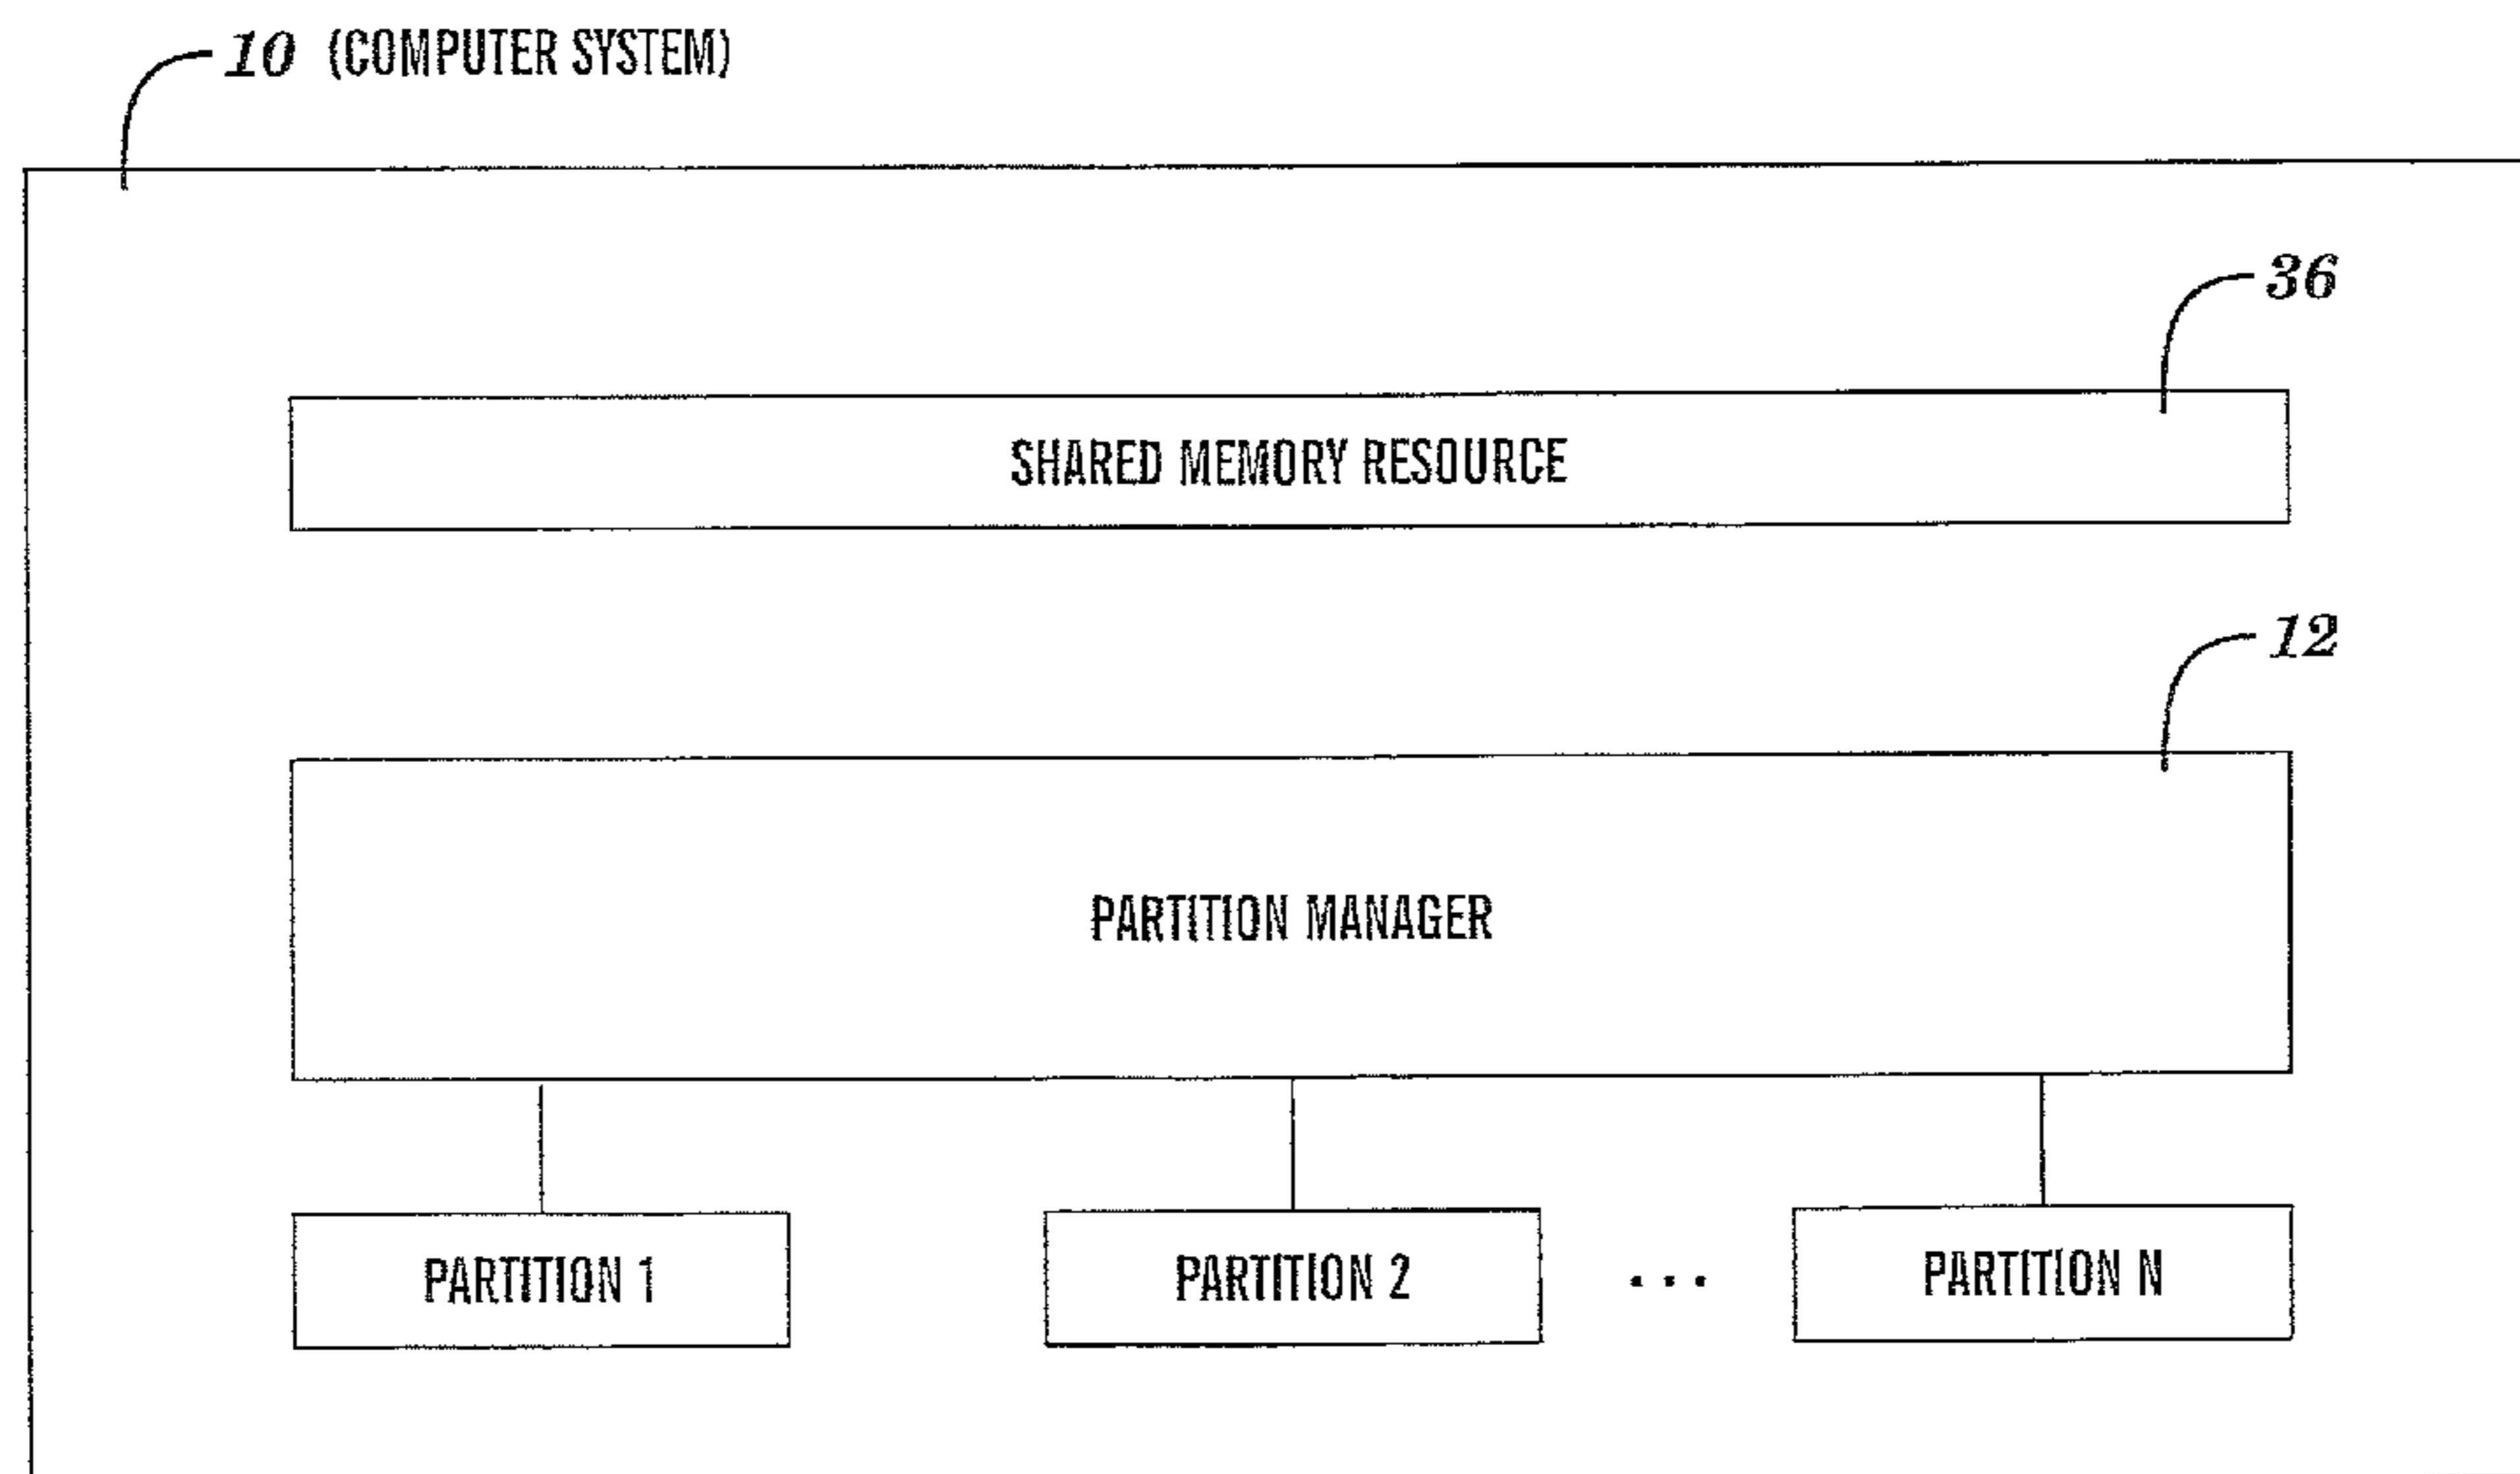 10 (COMPUTER SYSTEM)
36
SHARED MEMORY RESOURCE
12
PARTITION MANAGER
PARTITION 1 PARTITION 2 ... PARTITION N